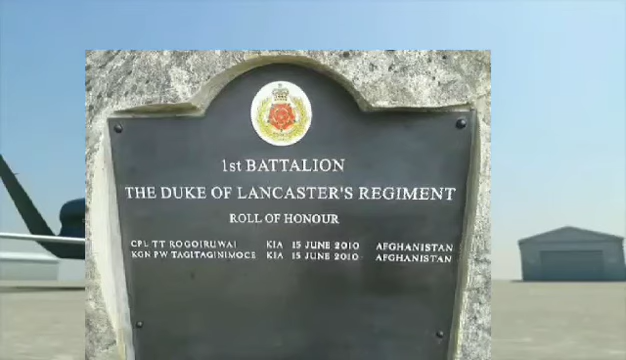 1st BATTALION
THE DUKE OF LANCASTER'S REGIMENT
ROLL OF HONOUR
CPL TT ROGOIRUWAI KIA 15 JUNE 2010 AFGHANISTAN
KGN PW TAGITAGINIMOCE KIA 15 JUNE 2010 AFGHANISTAN